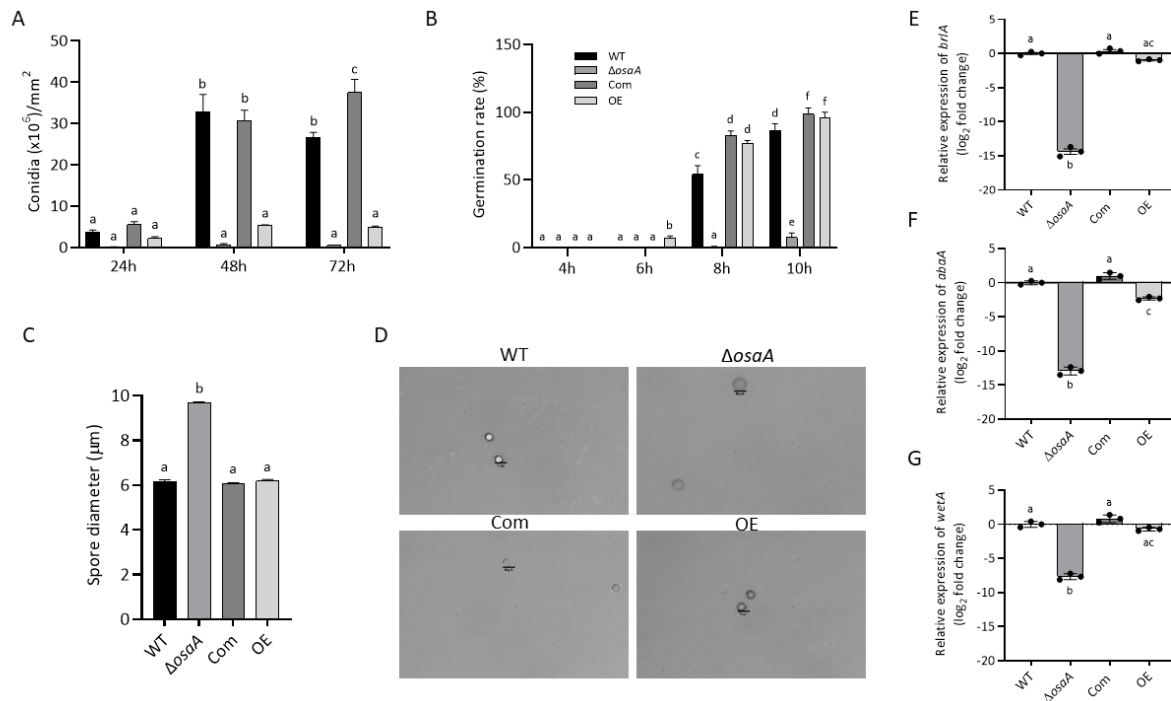 A
Conidia (x10⁶)/mm²
50
40
30
20
10
0
a a a a
b a b a
b a c a
24h 48h 72h
B
Germination rate (%)
150
100
50
0
WT
ΔosaA
Com
OE
a a a a
a a a b
c a d d
d e f f
4h 6h 8h 10h
C
Spore diameter (μm)
10
8
6
4
2
0
a b a a
WT ΔosaA Com OE
D
WT ΔosaA
Com OE
E
Relative expression of brlA
(log₂ fold change)
5
0
-5
-10
-15
-20
a b a ac
WT ΔosaA Com OE
F
Relative expression of abaA
(log₂ fold change)
5
0
-5
-10
-15
-20
a b a c
WT ΔosaA Com OE
G
Relative expression of wetA
(log₂ fold change)
5
0
-5
-10
-15
-20
a b a ac
WT ΔosaA Com OE